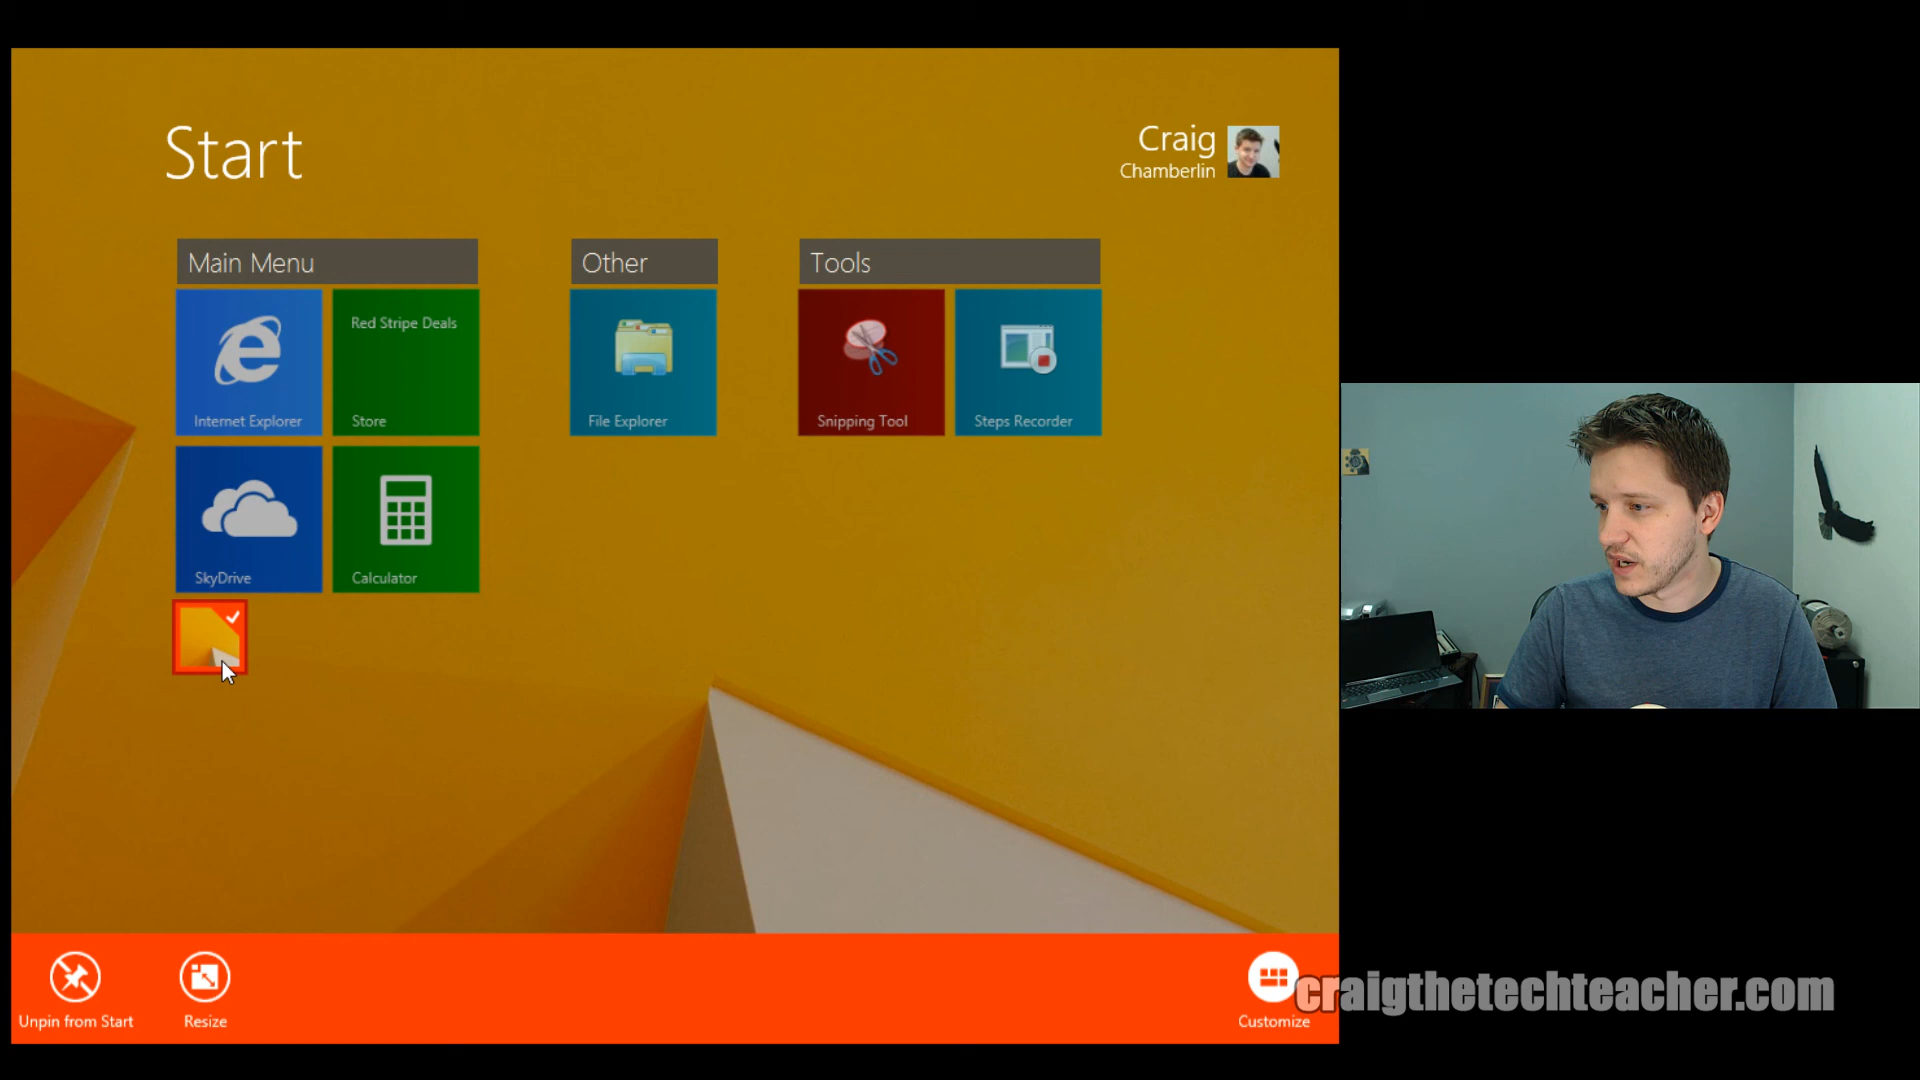 Start
Craig
Chamberlin
Main Menu
Other
Tools
Red Stripe Deals
Internet Explorer
Store
File Explorer
Snipping Tool
Steps Recorder
SkyDrive
Calculator
Unpin from Start
Resize
Customize
craigthetechteacher.com